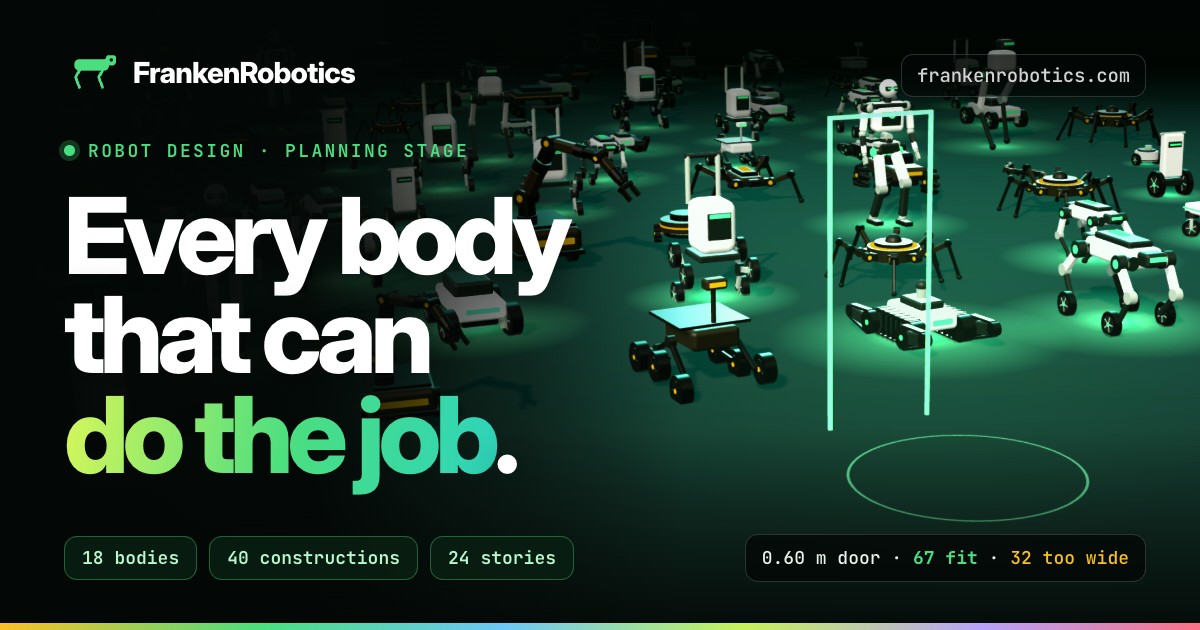 FrankenRobotics
frankenrobotics.com
ROBOT DESIGN · PLANNING STAGE
Every body
that can
do the job.
18 bodies
40 constructions
24 stories
0.60 m door · 67 fit · 32 too wide